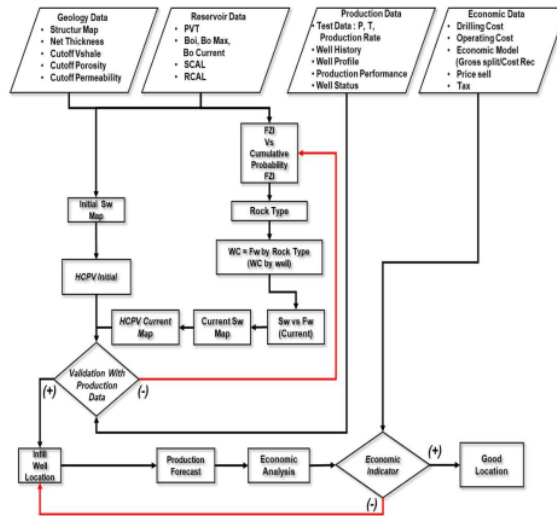 Geology Data
• Structur Map
• Net Thickness
• Cutoff Vshale
• Cutoff Porosity
• Cutoff Permeability
Reservoir Data
• PVT
• Boi, Bo Max,
Bo Current
• SCAL
• RCAL
Production Data
• Test Data : P, T,
Production Rate
• Well History
• Well Profile
• Production Performance
• Well Status
Economic Data
• Drilling Cost
• Operating Cost
• Economic Model
(Gross split/Cost Rec
• Price sell
• Tax
FZI
Vs
Cumulative
Probability
FZI
Initial Sw
Map
Rock Type
WC = Fw by Rock Type
(WC by well)
HCPV Initial
HCPV Current
Map
Current Sw
Map
Sw vs Fw
(Current)
Validation With
Production
Data
(+)
(-)
Infill
Well
Location
Production
Forecast
Economic
Analysis
Economic
Indicator
(+)
(-)
Good
Location